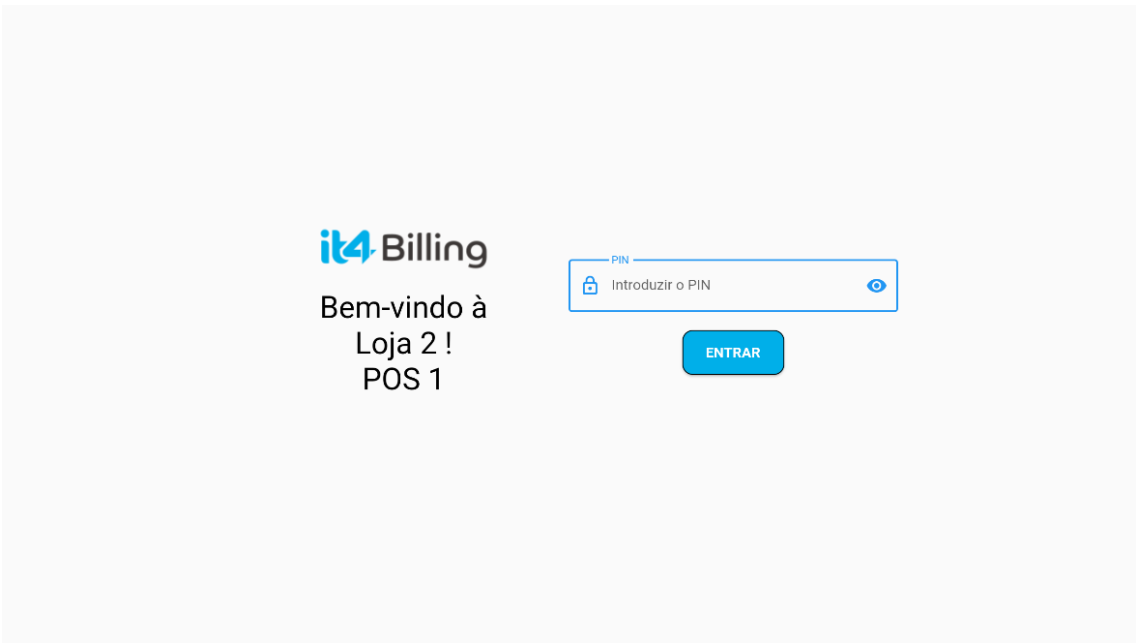 it4 Billing
Bem-vindo à
Loja 2 !
POS 1
PIN
Introduzir o PIN
ENTRAR